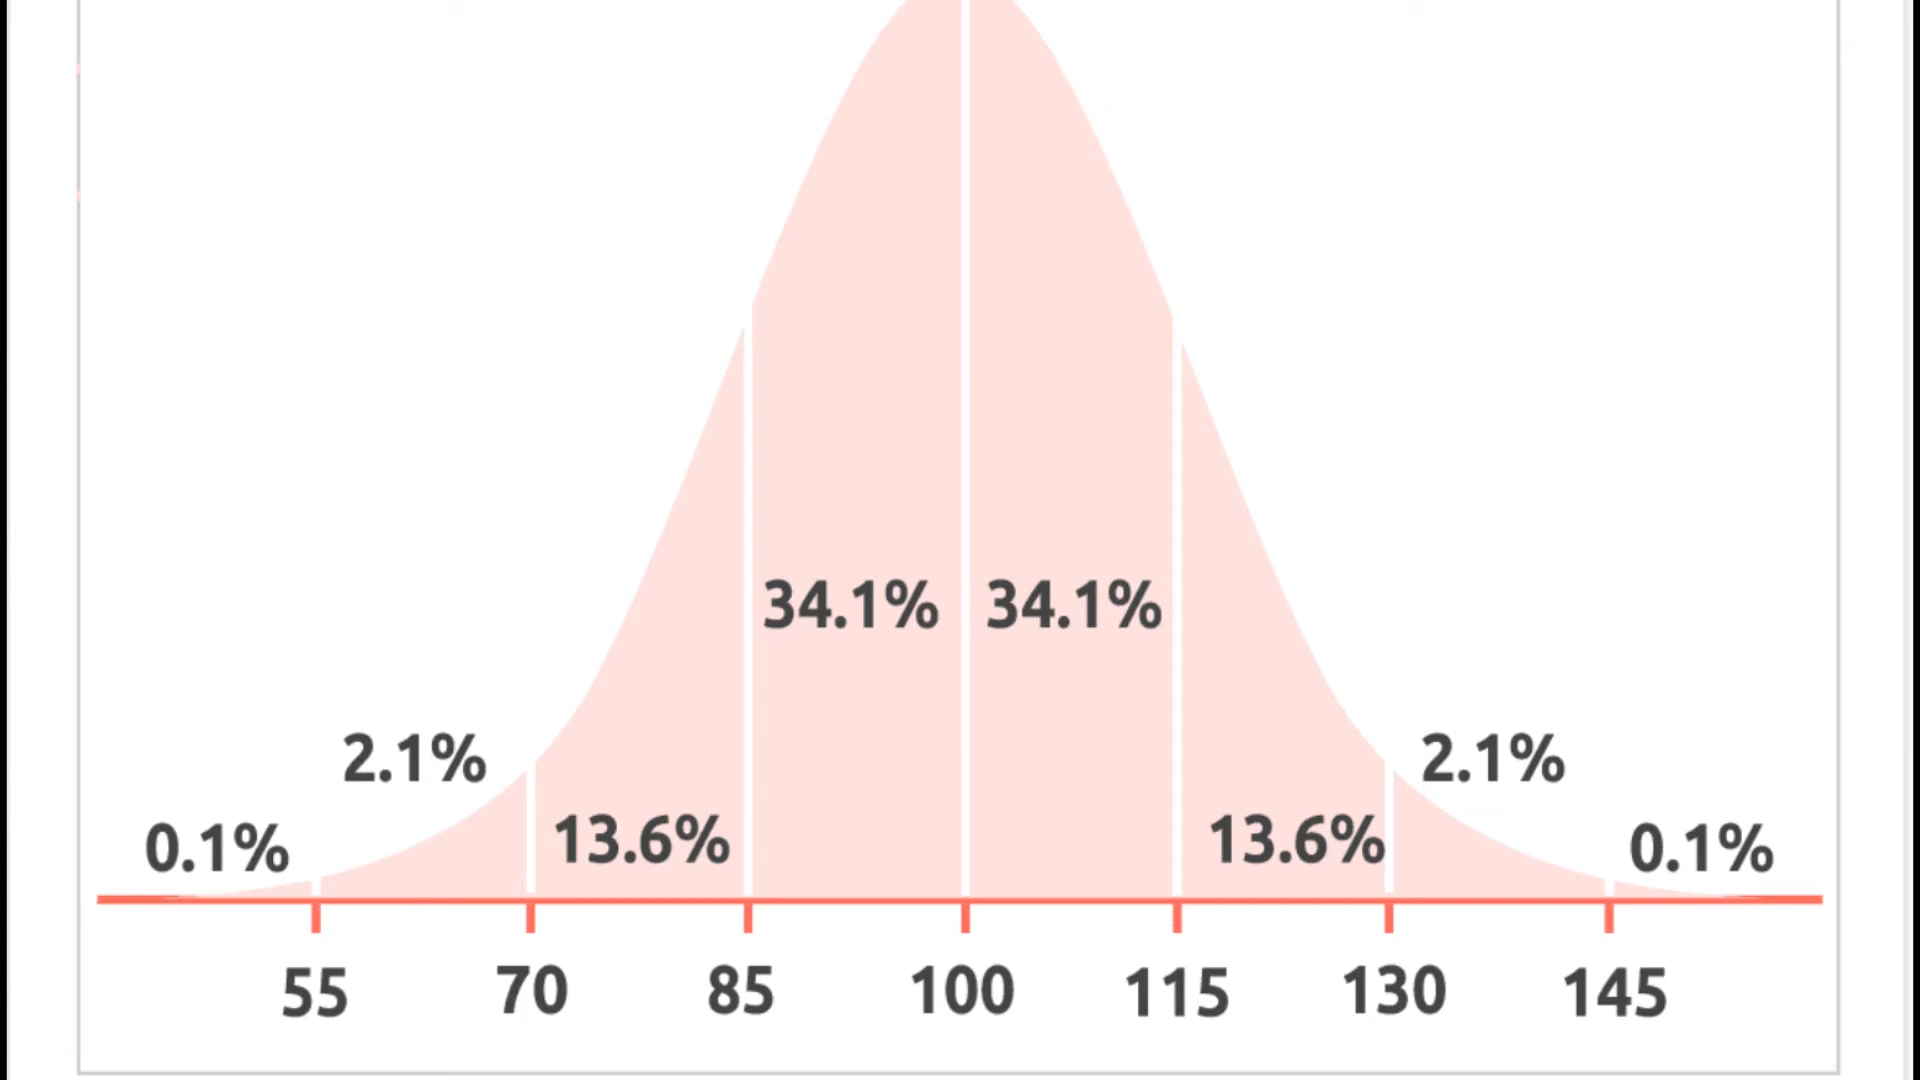 34.1% 34.1%
2.1% 2.1%
13.6% 13.6%
0.1% 0.1%
55 70 85 100 115 130 145